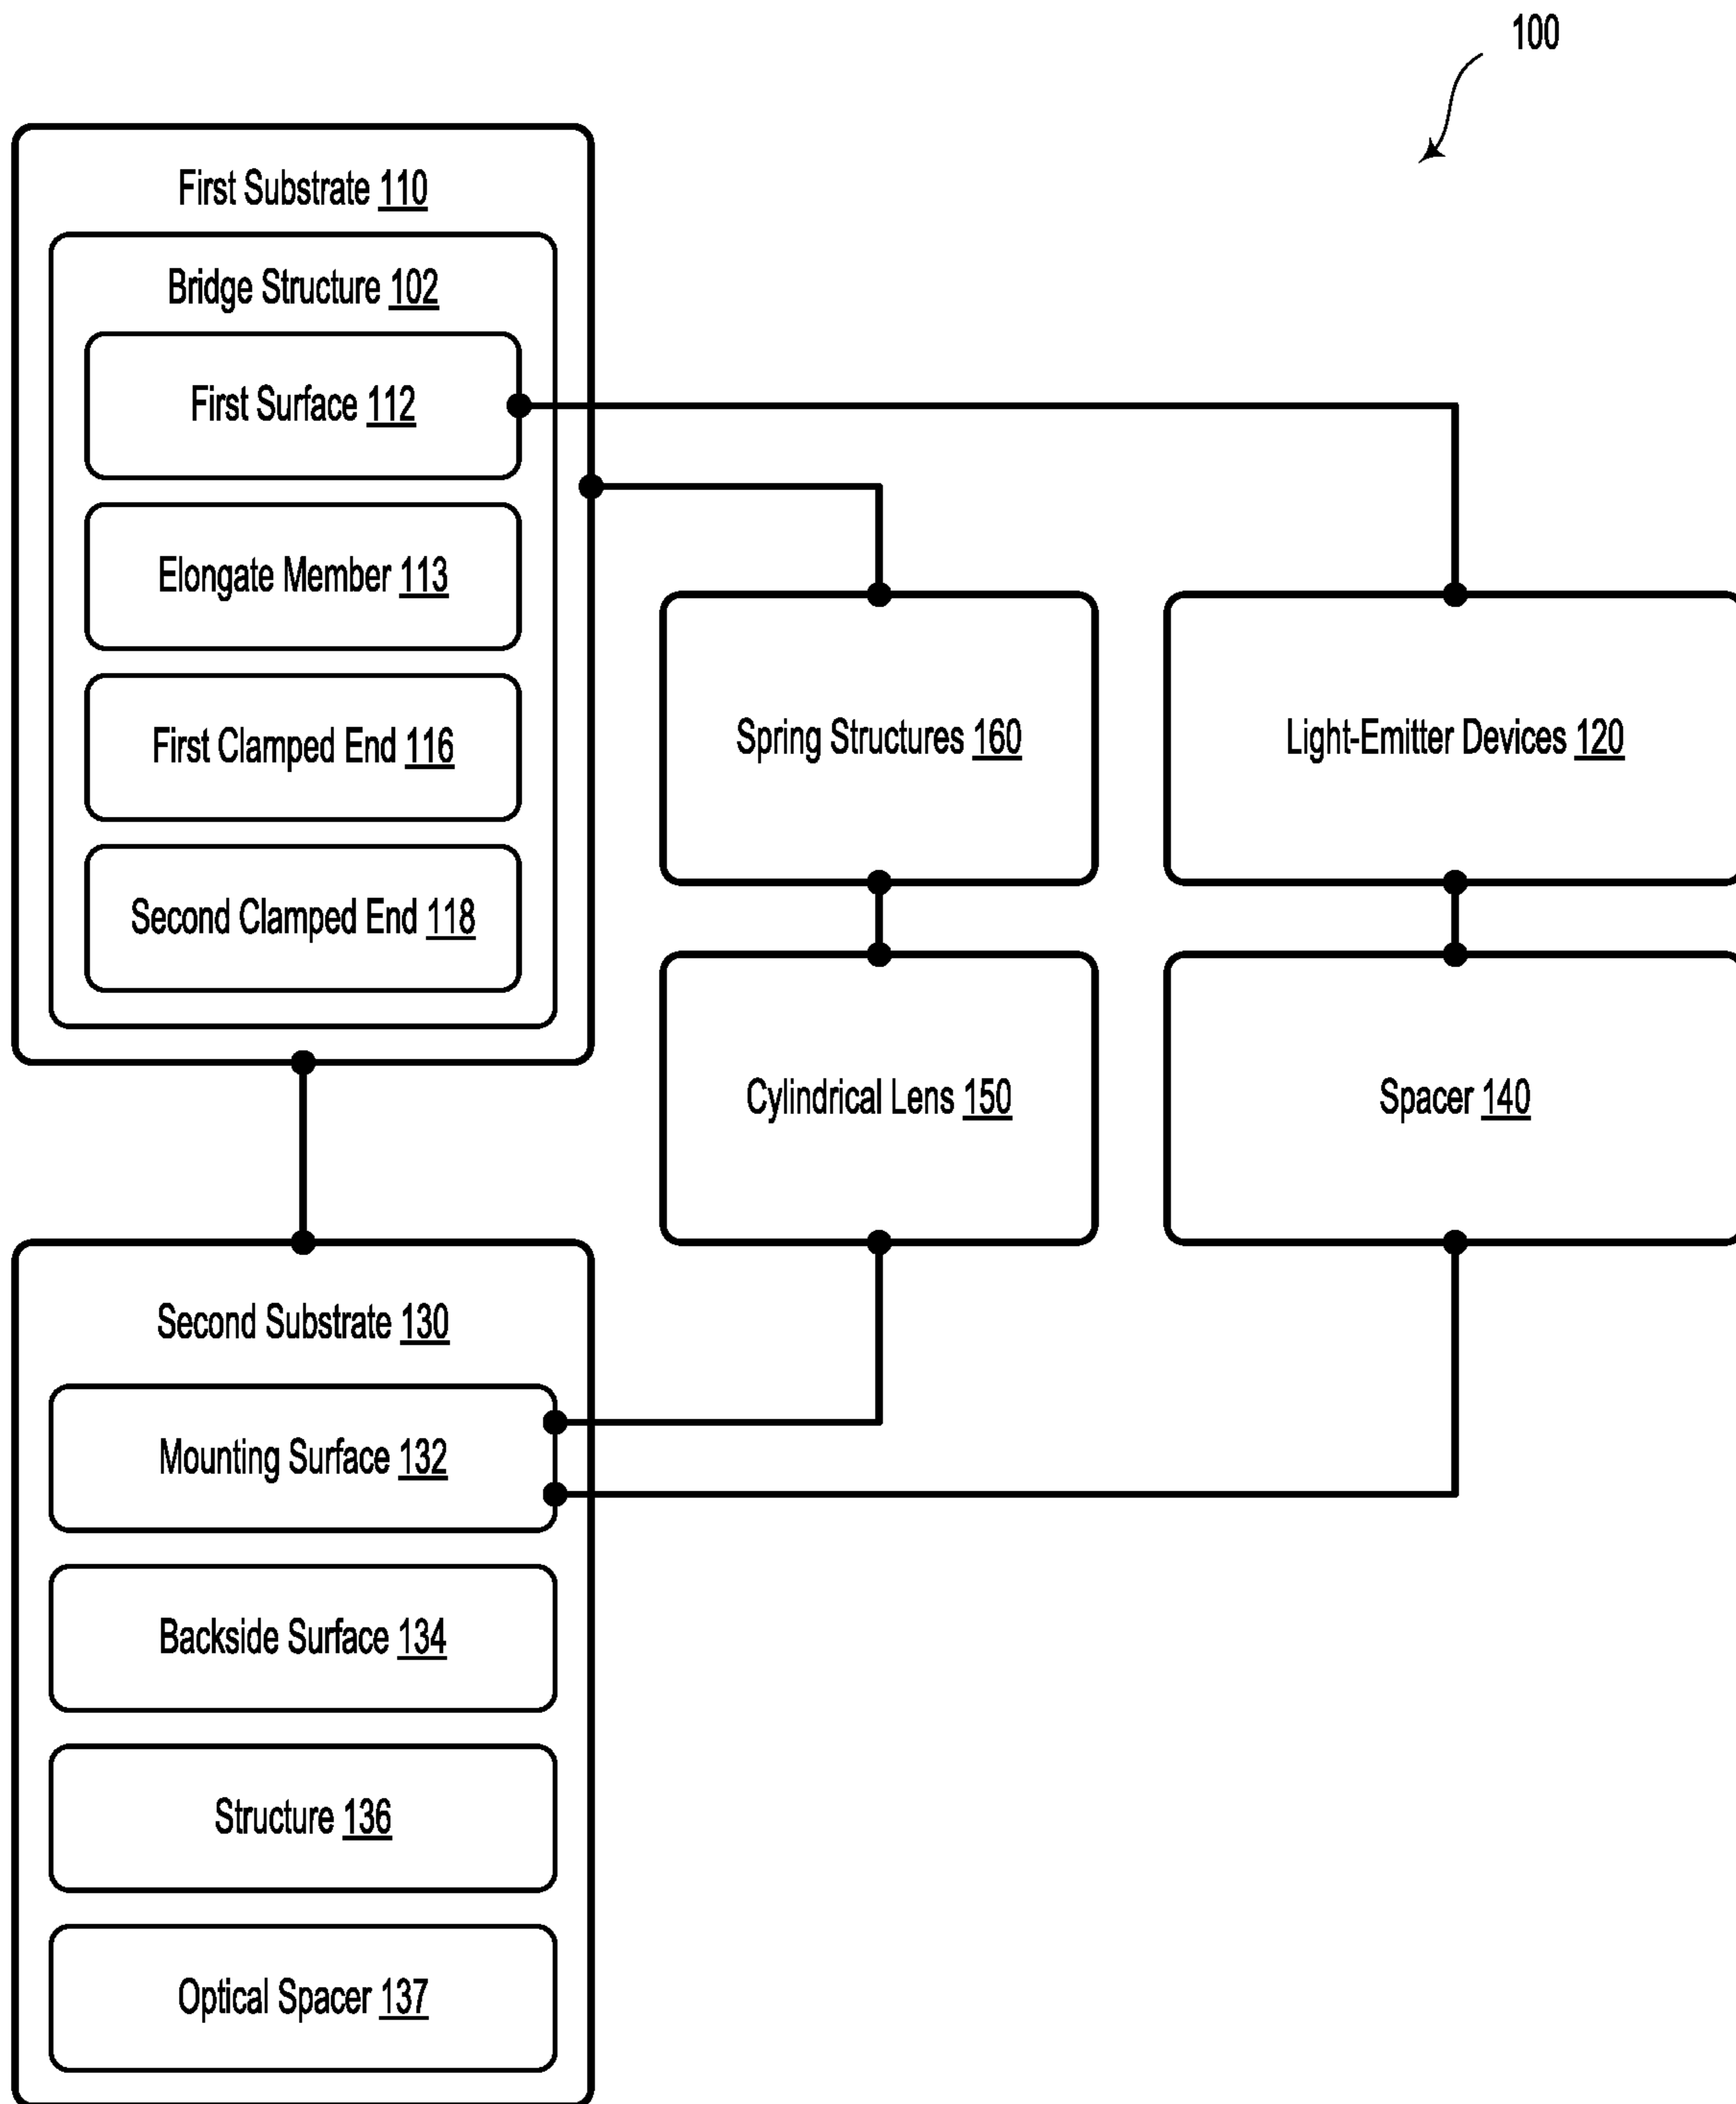 100
First Substrate 110
Bridge Structure 102
First Surface 112
Elongate Member 113
First Clamped End 116
Second Clamped End 118
Spring Structures 160
Light-Emitter Devices 120
Cylindrical Lens 150
Spacer 140
Second Substrate 130
Mounting Surface 132
Backside Surface 134
Structure 136
Optical Spacer 137